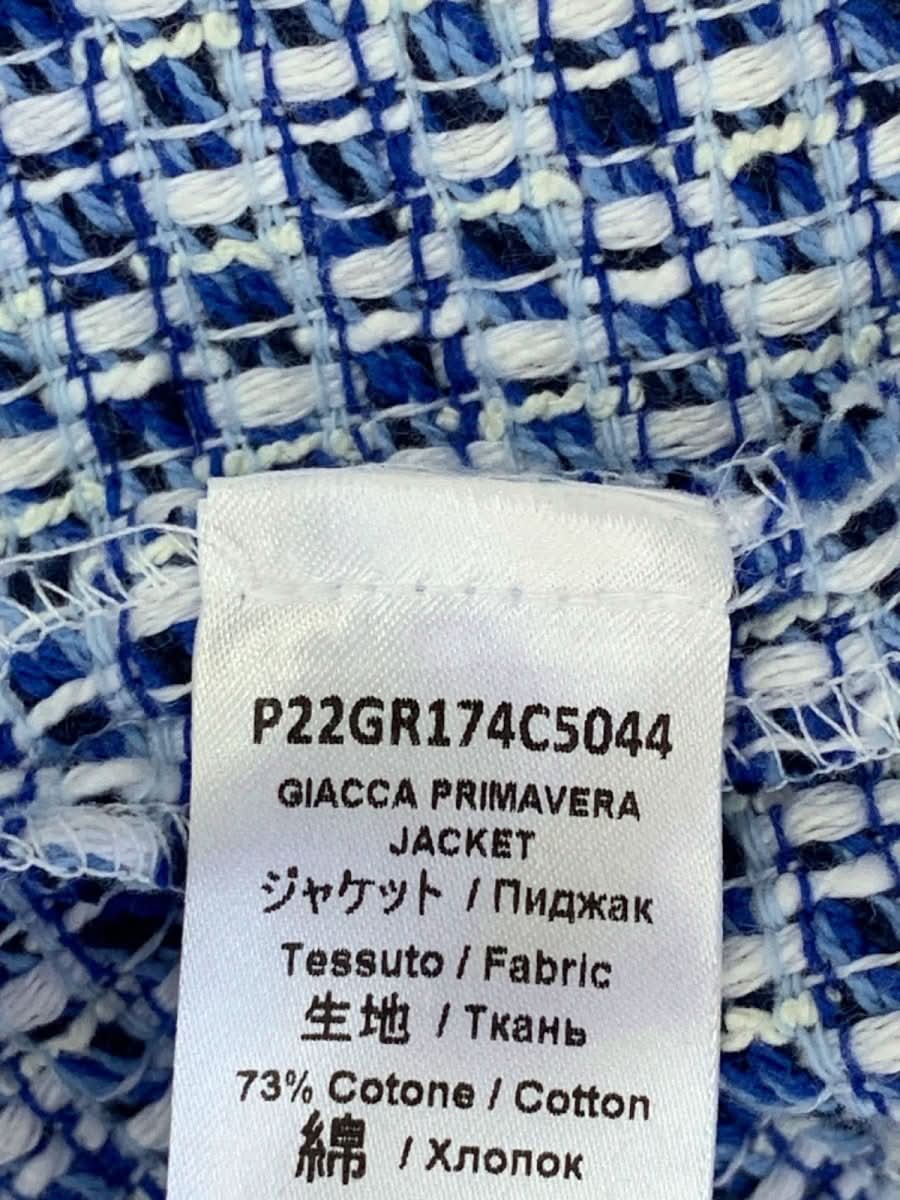 P22GR174C5044
GIACCA PRIMAVERA
JACKET
ジャケット / Пиджак
Tessuto / Fabric
生地 / Ткань
73% Cotone / Cotton
綿 / Хлопок